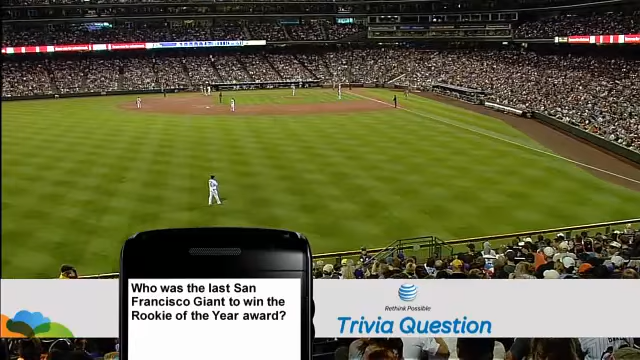 Who was the last San
Francisco Giant to win the
Rookie of the Year award?
Rethink Possible
Trivia Question